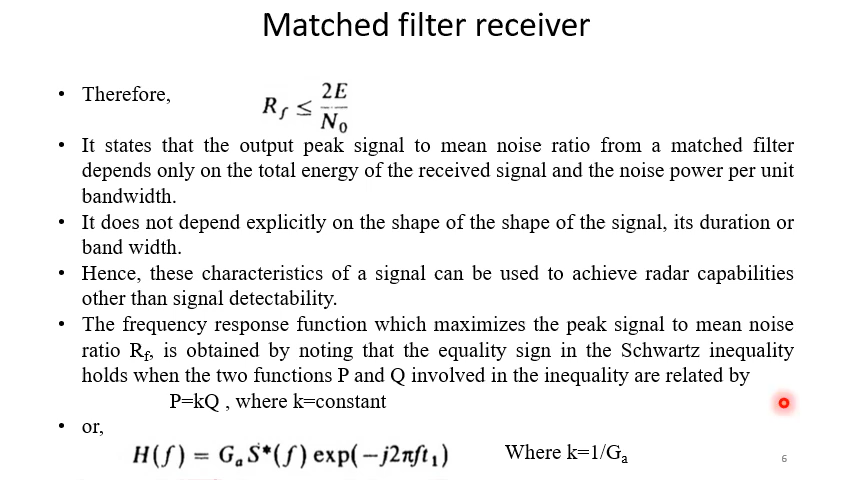 Matched filter receiver
• Therefore, R_f ≤ 2E/N_0
• It states that the output peak signal to mean noise ratio from a matched filter
depends only on the total energy of the received signal and the noise power per unit
bandwidth.
• It does not depend explicitly on the shape of the shape of the signal, its duration or
band width.
• Hence, these characteristics of a signal can be used to achieve radar capabilities
other than signal detectability.
• The frequency response function which maximizes the peak signal to mean noise
ratio R_f, is obtained by noting that the equality sign in the Schwartz inequality
holds when the two functions P and Q involved in the inequality are related by
P=kQ , where k=constant
• or,
H(f) = G_a S*(f) exp(−j2πft_1) Where k=1/G_a
6